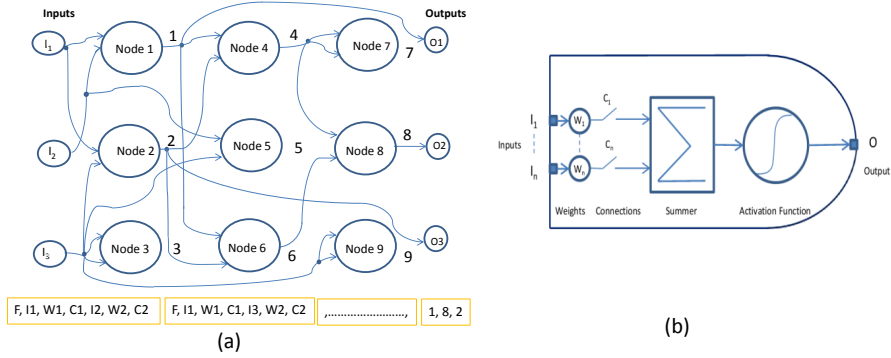 Inputs
Outputs
I1
Node 1
1
Node 4
4
Node 7
7
O1
I2
Node 2
2
Node 5
5
Node 8
8
O2
I3
Node 3
3
Node 6
6
Node 9
9
O3
F, I1, W1, C1, I2, W2, C2
F, I1, W1, C1, I3, W2, C2
,........................,
1, 8, 2
(a)
I1
W1
C1
Inputs
In
Wn
Cn
O
Output
Weights
Connections
Summer
Activation Function
(b)